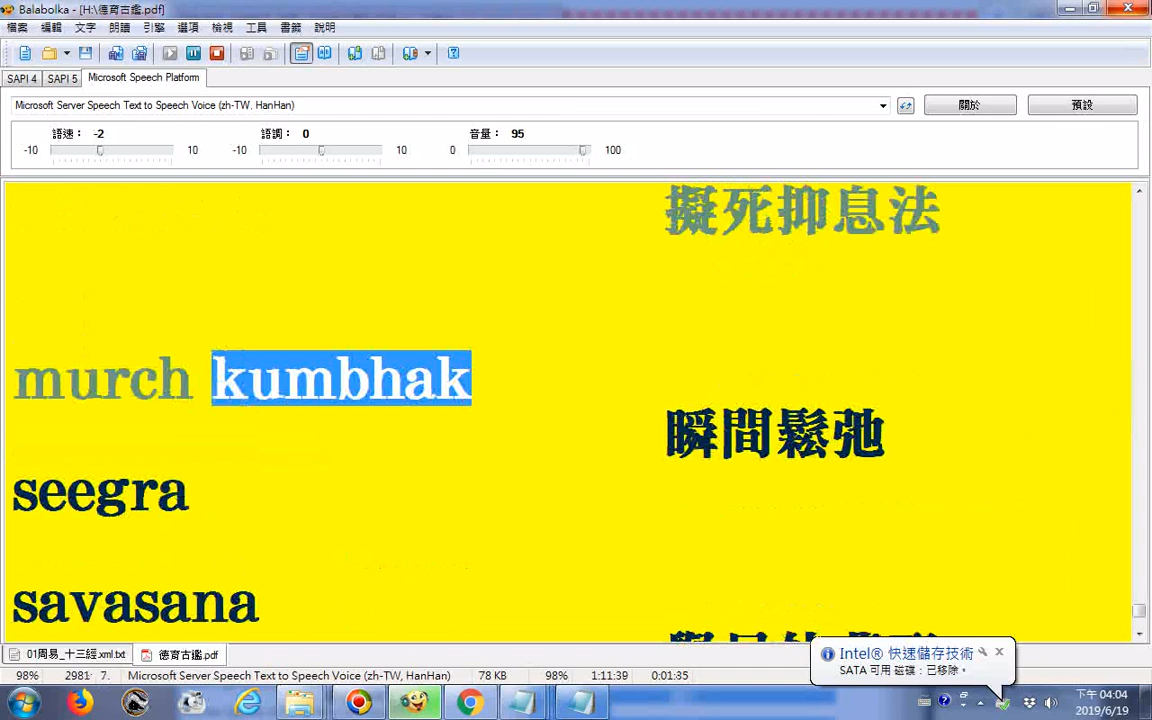 Balabolka - [H:\德育古鑑.pdf]
檔案 編輯 文字 朗讀 引擎 選項 檢視 工具 書籤 說明
SAPI 4 SAPI 5 Microsoft Speech Platform
Microsoft Server Speech Text to Speech Voice (zh-TW, HanHan) 關於 預設
語速： -2 語調： 0 音量： 95
-10 10 -10 10 0 100
擬死抑息法
murch kumbhak
瞬間鬆弛
seegra
savasana
01周易_十三經.xml.txt 德育古鑑.pdf
Intel® 快速儲存技術
SATA 可用 磁碟：已移除。
98% 2981 7. Microsoft Server Speech Text to Speech Voice (zh-TW, HanHan) 78 KB 98% 1:11:39 0:01:35
下午 04:04
2019/6/19